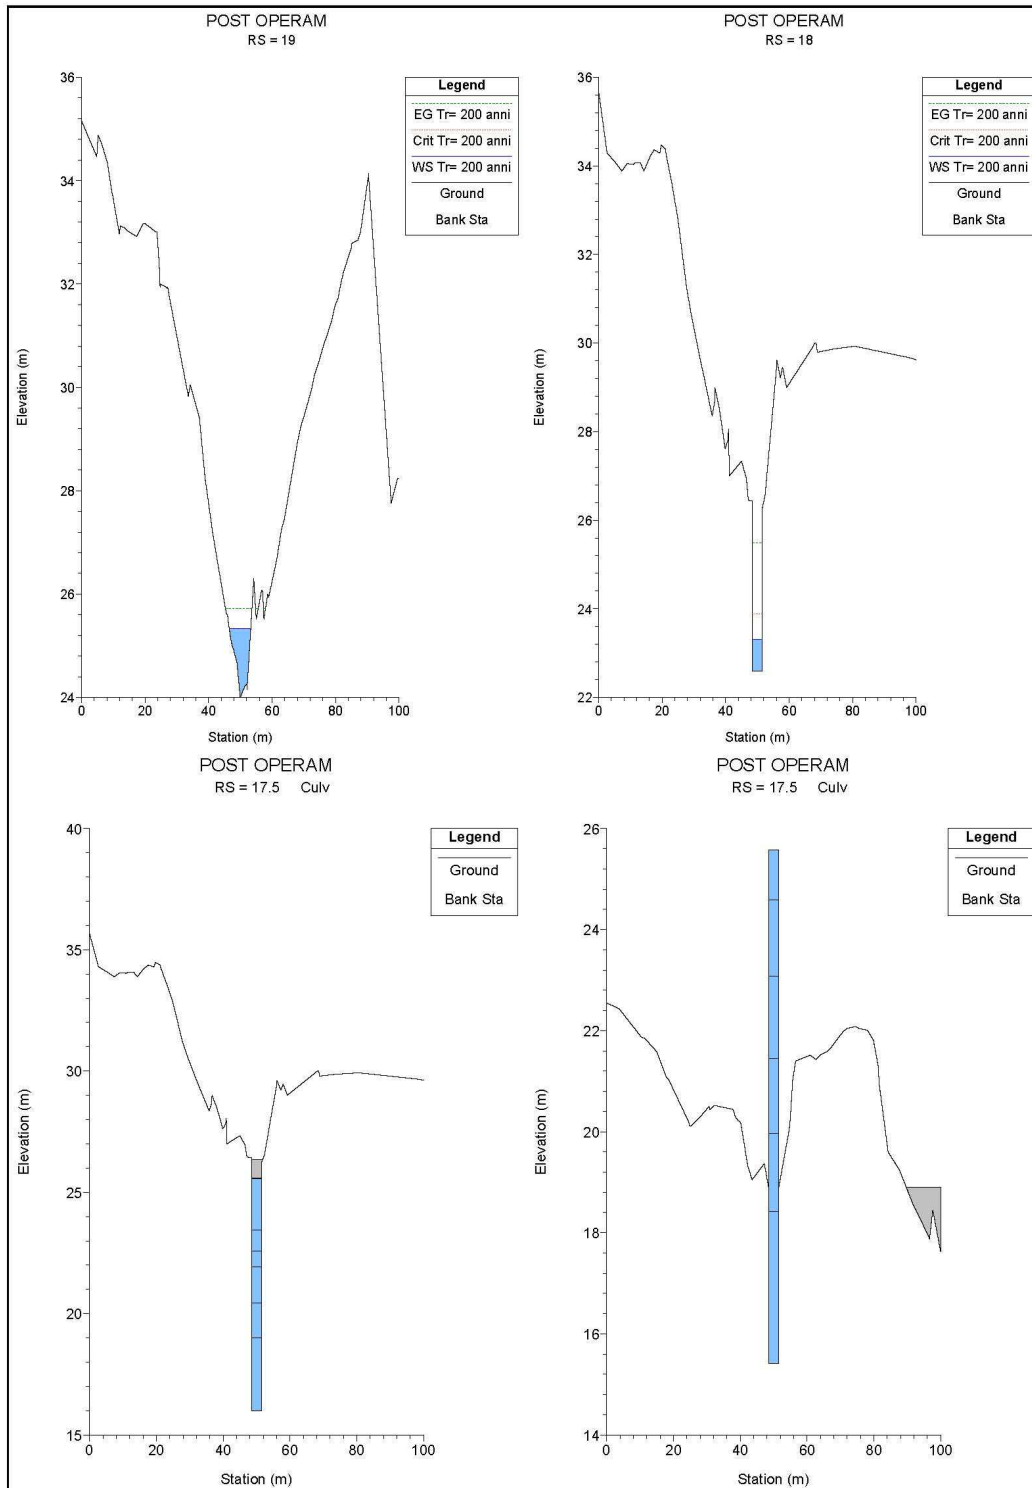 POST OPERAM
RS = 19
Legend
EG Tr= 200 anni
Crit Tr= 200 anni
WS Tr= 200 anni
Ground
Bank Sta
Elevation (m)
36
34
32
30
28
26
24
0 20 40 60 80 100
Station (m)
POST OPERAM
RS = 18
Legend
EG Tr= 200 anni
Crit Tr= 200 anni
WS Tr= 200 anni
Ground
Bank Sta
Elevation (m)
36
34
32
30
28
26
24
22
0 20 40 60 80 100
Station (m)
POST OPERAM
RS = 17.5 Culv
Legend
Ground
Bank Sta
Elevation (m)
40
35
30
25
20
15
0 20 40 60 80 100
Station (m)
POST OPERAM
RS = 17.5 Culv
Legend
Ground
Bank Sta
Elevation (m)
26
24
22
20
18
16
14
0 20 40 60 80 100
Station (m)